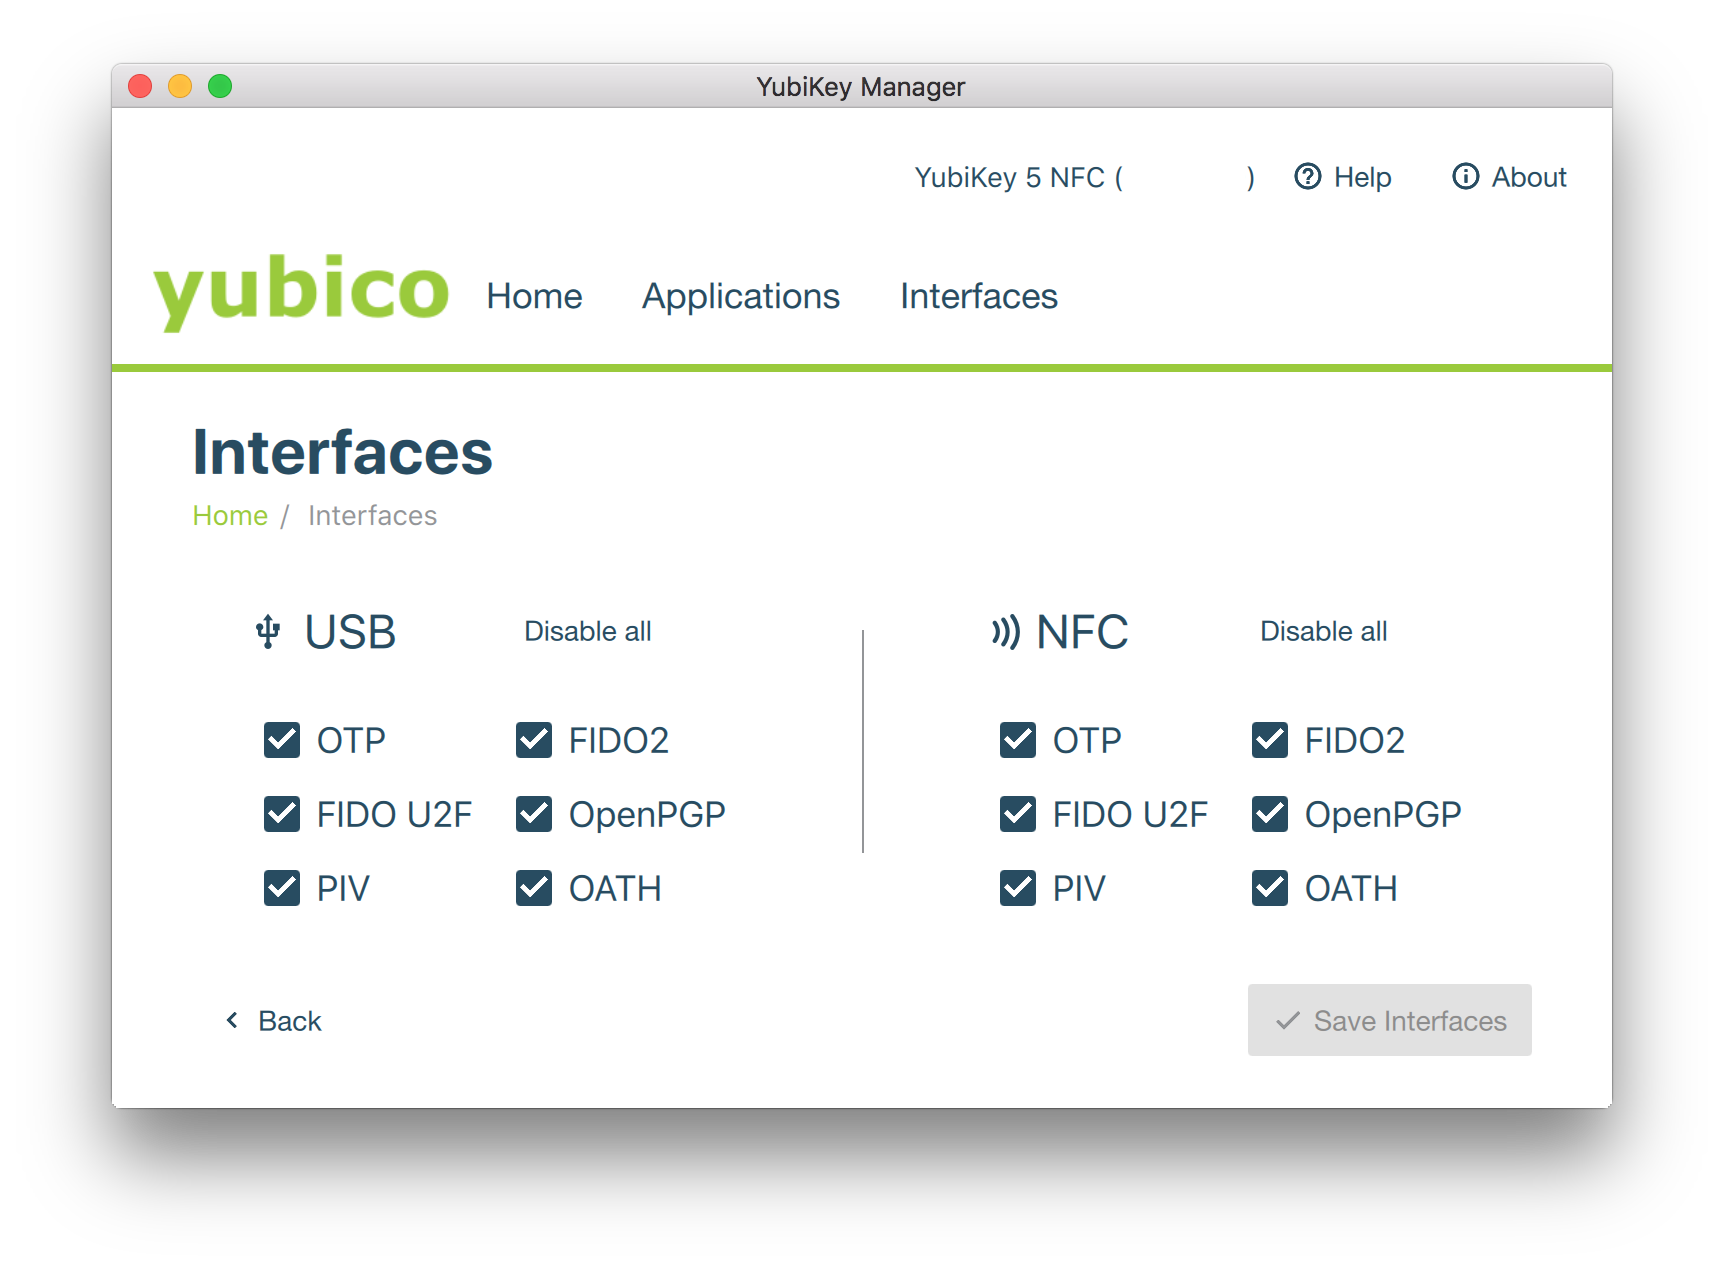 YubiKey Manager
YubiKey 5 NFC ( ) Help About
yubico Home Applications Interfaces
Interfaces
Home / Interfaces
USB Disable all NFC Disable all
OTP FIDO2 OTP FIDO2
FIDO U2F OpenPGP FIDO U2F OpenPGP
PIV OATH PIV OATH
Back Save Interfaces